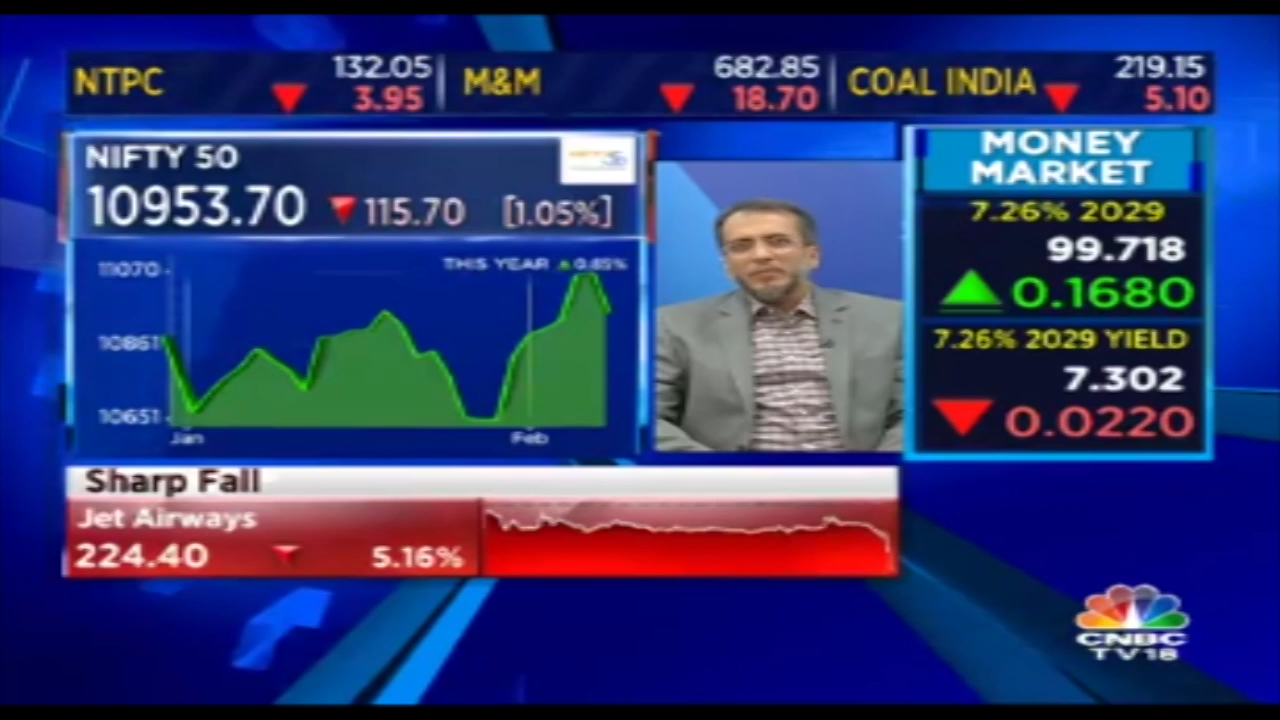 NTPC 132.05 3.95 M&M 682.85 18.70 COAL INDIA 219.15 5.10
NIFTY 50
10953.70 115.70 [1.05%]
THIS YEAR 0.85%
11070
10861
10651
Jan Feb
MONEY
MARKET
7.26% 2029
99.718
0.1680
7.26% 2029 YIELD
7.302
0.0220
Sharp Fall
Jet Airways
224.40 5.16%
CNBC
TV18